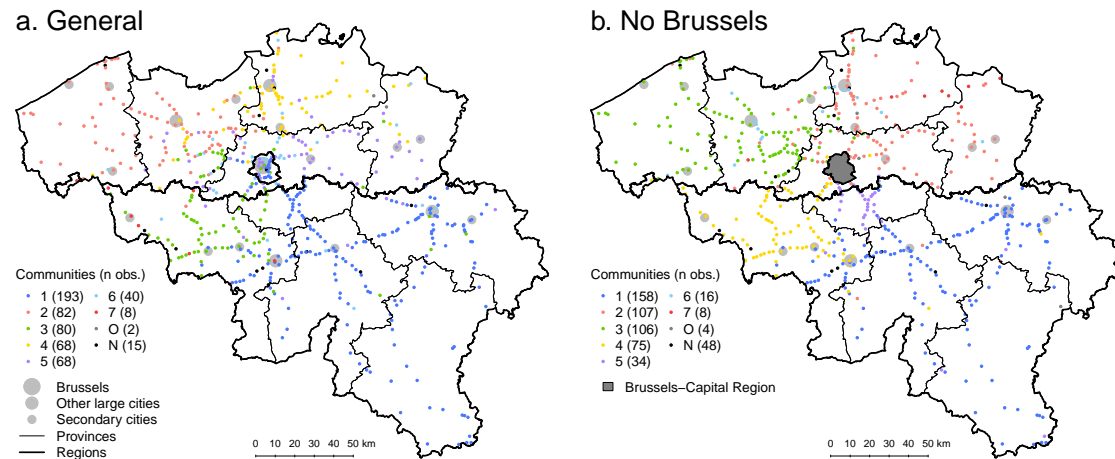 a. General
Communities (n obs.)
1 (193)
2 (82)
3 (80)
4 (68)
5 (68)
6 (40)
7 (8)
O (2)
N (15)
Brussels
Other large cities
Secondary cities
Provinces
Regions
0 10 20 30 40 50 km
b. No Brussels
Communities (n obs.)
1 (158)
2 (107)
3 (106)
4 (75)
5 (34)
6 (16)
7 (8)
O (4)
N (48)
Brussels–Capital Region
0 10 20 30 40 50 km